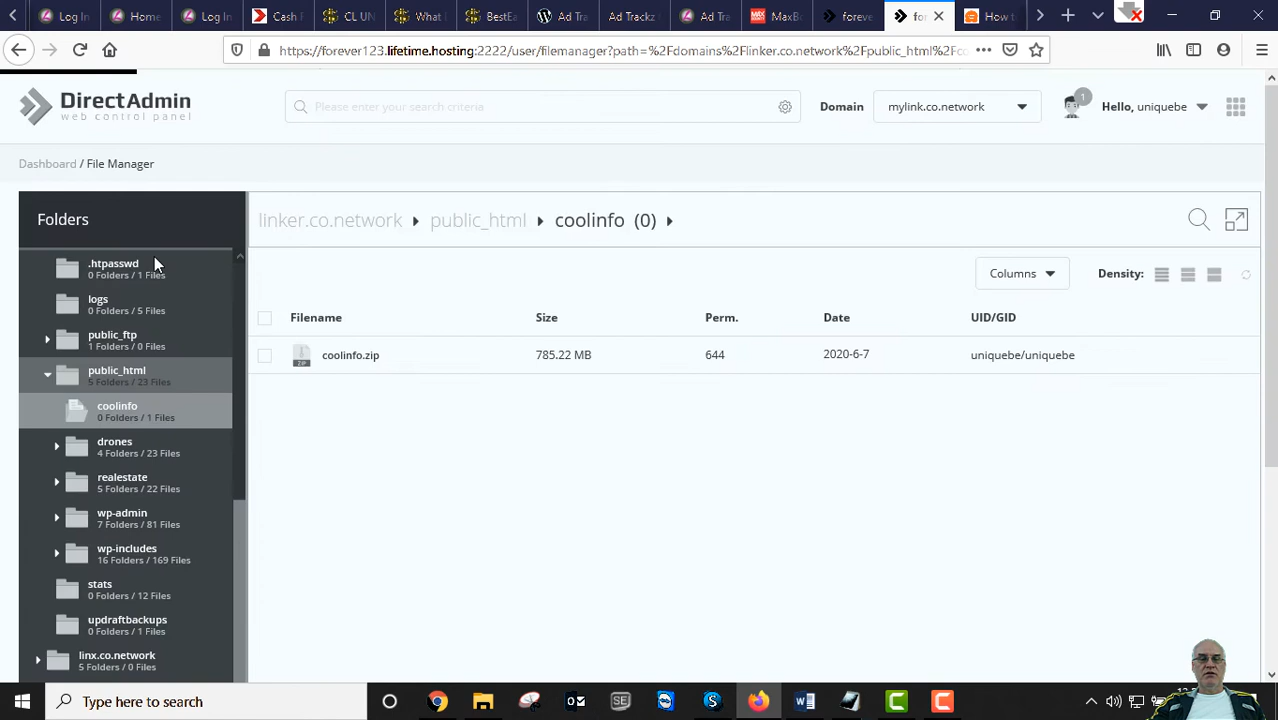 Log In
Home
Log In
Cash F
CL UN
What
BestEa
Ad Tra
Ad Trackz
Ad Tra
MaxBo
foreve
for
How t
https://forever123.lifetime.hosting:2222/user/filemanager?path=%2Fdomains%2Flinker.co.network%2Fpublic_html%2Fc
DirectAdmin
web control panel
Please enter your search criteria
Domain
mylink.co.network
1
Hello, uniquebe
Dashboard / File Manager
Folders
linker.co.network
public_html
coolinfo (0)
.htpasswd
0 Folders / 1 Files
logs
0 Folders / 5 Files
public_ftp
1 Folders / 0 Files
public_html
5 Folders / 23 Files
coolinfo
0 Folders / 1 Files
drones
4 Folders / 23 Files
realestate
5 Folders / 22 Files
wp-admin
7 Folders / 81 Files
wp-includes
16 Folders / 169 Files
stats
0 Folders / 12 Files
updraftbackups
0 Folders / 1 Files
linx.co.network
5 Folders / 0 Files
Columns
Density:
Filename Size Perm. Date UID/GID
ZIP
coolinfo.zip 785.22 MB 644 2020-6-7 uniquebe/uniquebe
Type here to search
SE